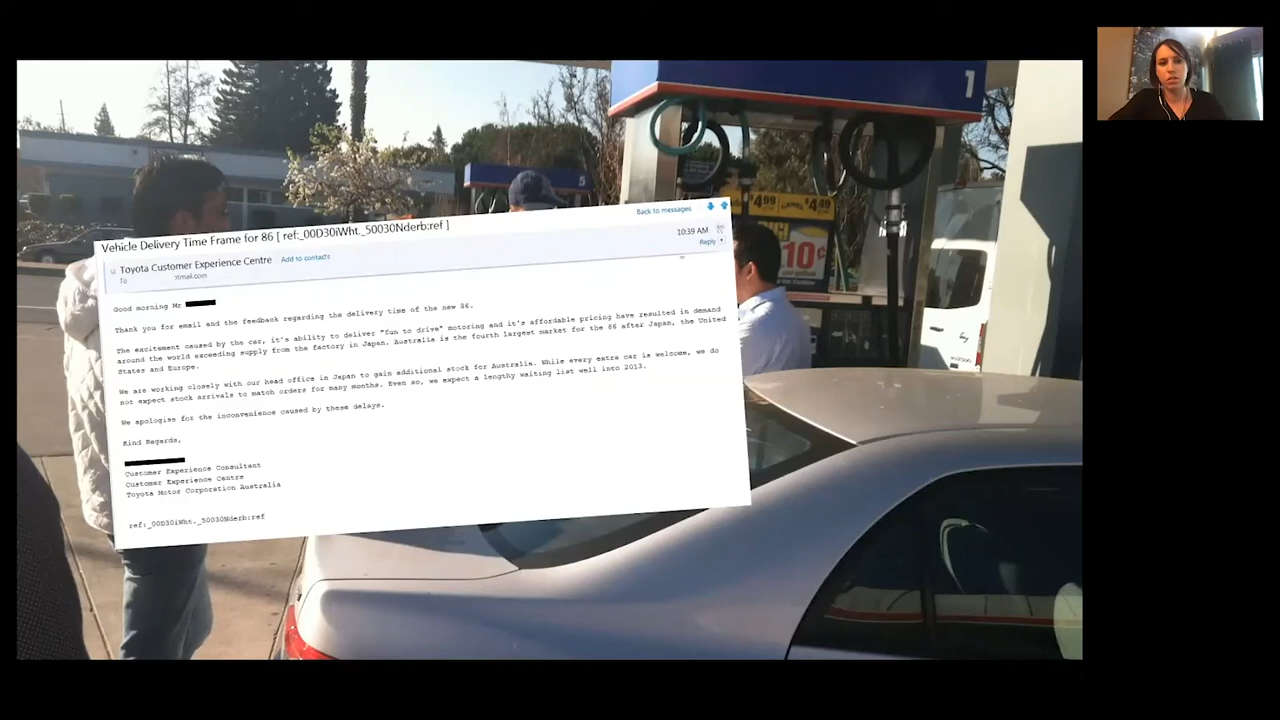 1
5
$4.99
CAMEL $4.49
10¢
Back to messages
Vehicle Delivery Time Frame for 86 [ ref:_00D30iWht._50030Nderb:ref ]
10:39 AM
Toyota Customer Experience Centre Add to contacts
Reply
To
Good morning Mr
Thank you for email and the feedback regarding the delivery time of the new 86.
The excitement caused by the car, it's ability to deliver "fun to drive" motoring and it's affordable pricing have resulted in demand
around the world exceeding supply from the factory in Japan. Australia is the fourth largest market for the 86 after Japan, the United
States and Europe.
We are working closely with our head office in Japan to gain additional stock for Australia. While every extra car is welcome, we do
not expect stock arrivals to match orders for many months. Even so, we expect a lengthy waiting list well into 2013.
We apologise for the inconvenience caused by these delays.
Kind Regards,
Customer Experience Consultant
Customer Experience Centre
Toyota Motor Corporation Australia
ref:_00D30iWht._50030Nderb:ref